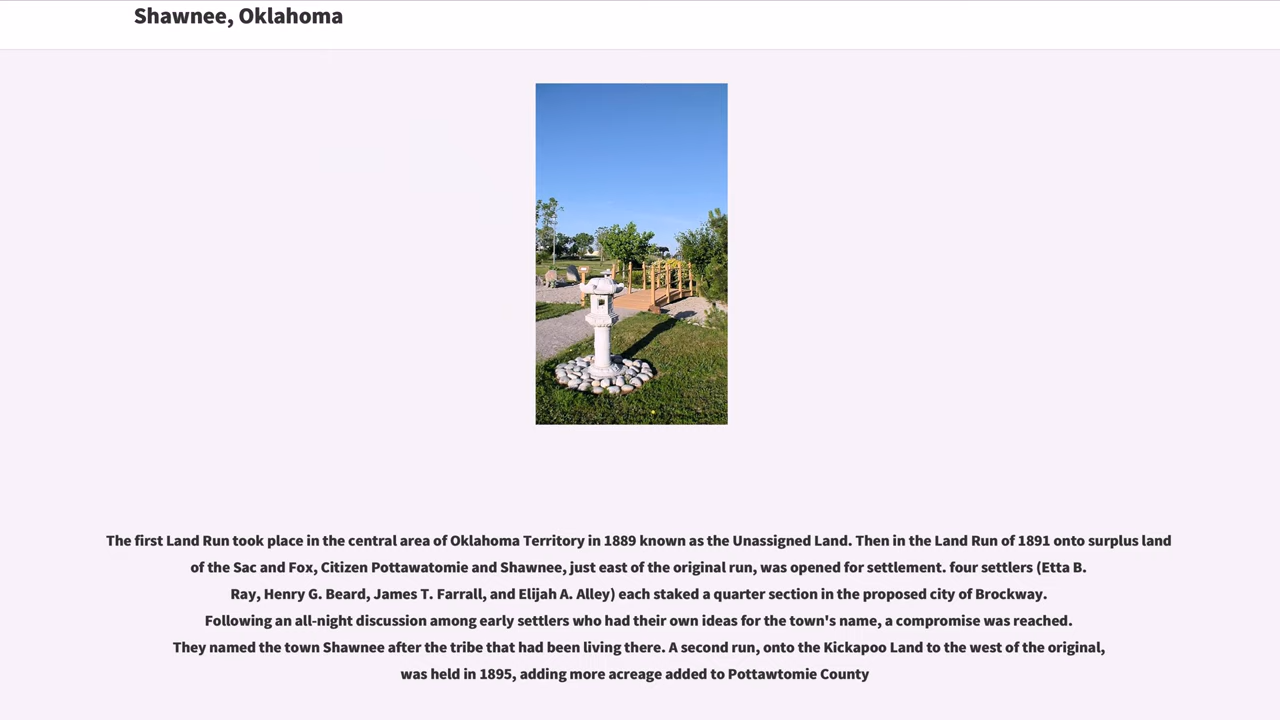 Shawnee, Oklahoma
The first Land Run took place in the central area of Oklahoma Territory in 1889 known as the Unassigned Land. Then in the Land Run of 1891 onto surplus land
of the Sac and Fox, Citizen Pottawatomie and Shawnee, just east of the original run, was opened for settlement. four settlers (Etta B.
Ray, Henry G. Beard, James T. Farrall, and Elijah A. Alley) each staked a quarter section in the proposed city of Brockway.
Following an all-night discussion among early settlers who had their own ideas for the town's name, a compromise was reached.
They named the town Shawnee after the tribe that had been living there. A second run, onto the Kickapoo Land to the west of the original,
was held in 1895, adding more acreage added to Pottawtomie County